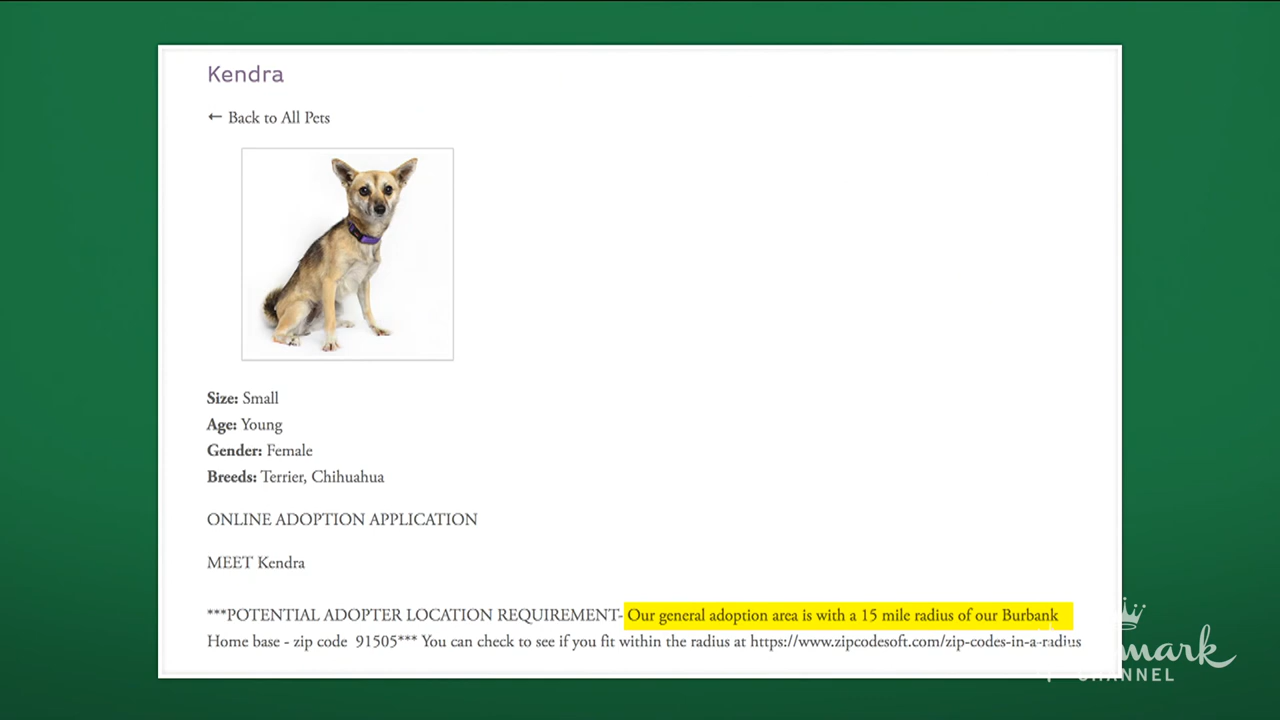 Kendra
← Back to All Pets
Size: Small
Age: Young
Gender: Female
Breeds: Terrier, Chihuahua
ONLINE ADOPTION APPLICATION
MEET Kendra
***POTENTIAL ADOPTER LOCATION REQUIREMENT- Our general adoption area is with a 15 mile radius of our Burbank
Home base - zip code 91505*** You can check to see if you fit within the radius at https://www.zipcodesoft.com/zip-codes-in-a-radius
CHANNEL